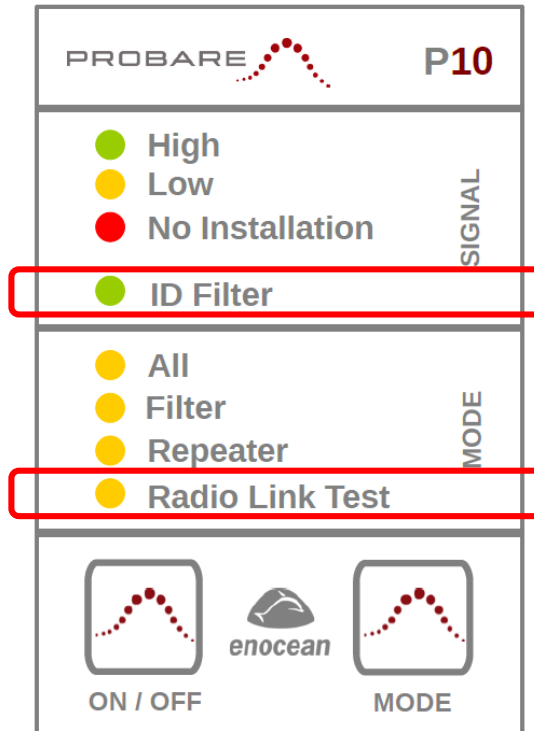 PROBARE P10
High
Low
No Installation
SIGNAL
ID Filter
All
Filter
Repeater
MODE
Radio Link Test
enocean
ON / OFF
MODE